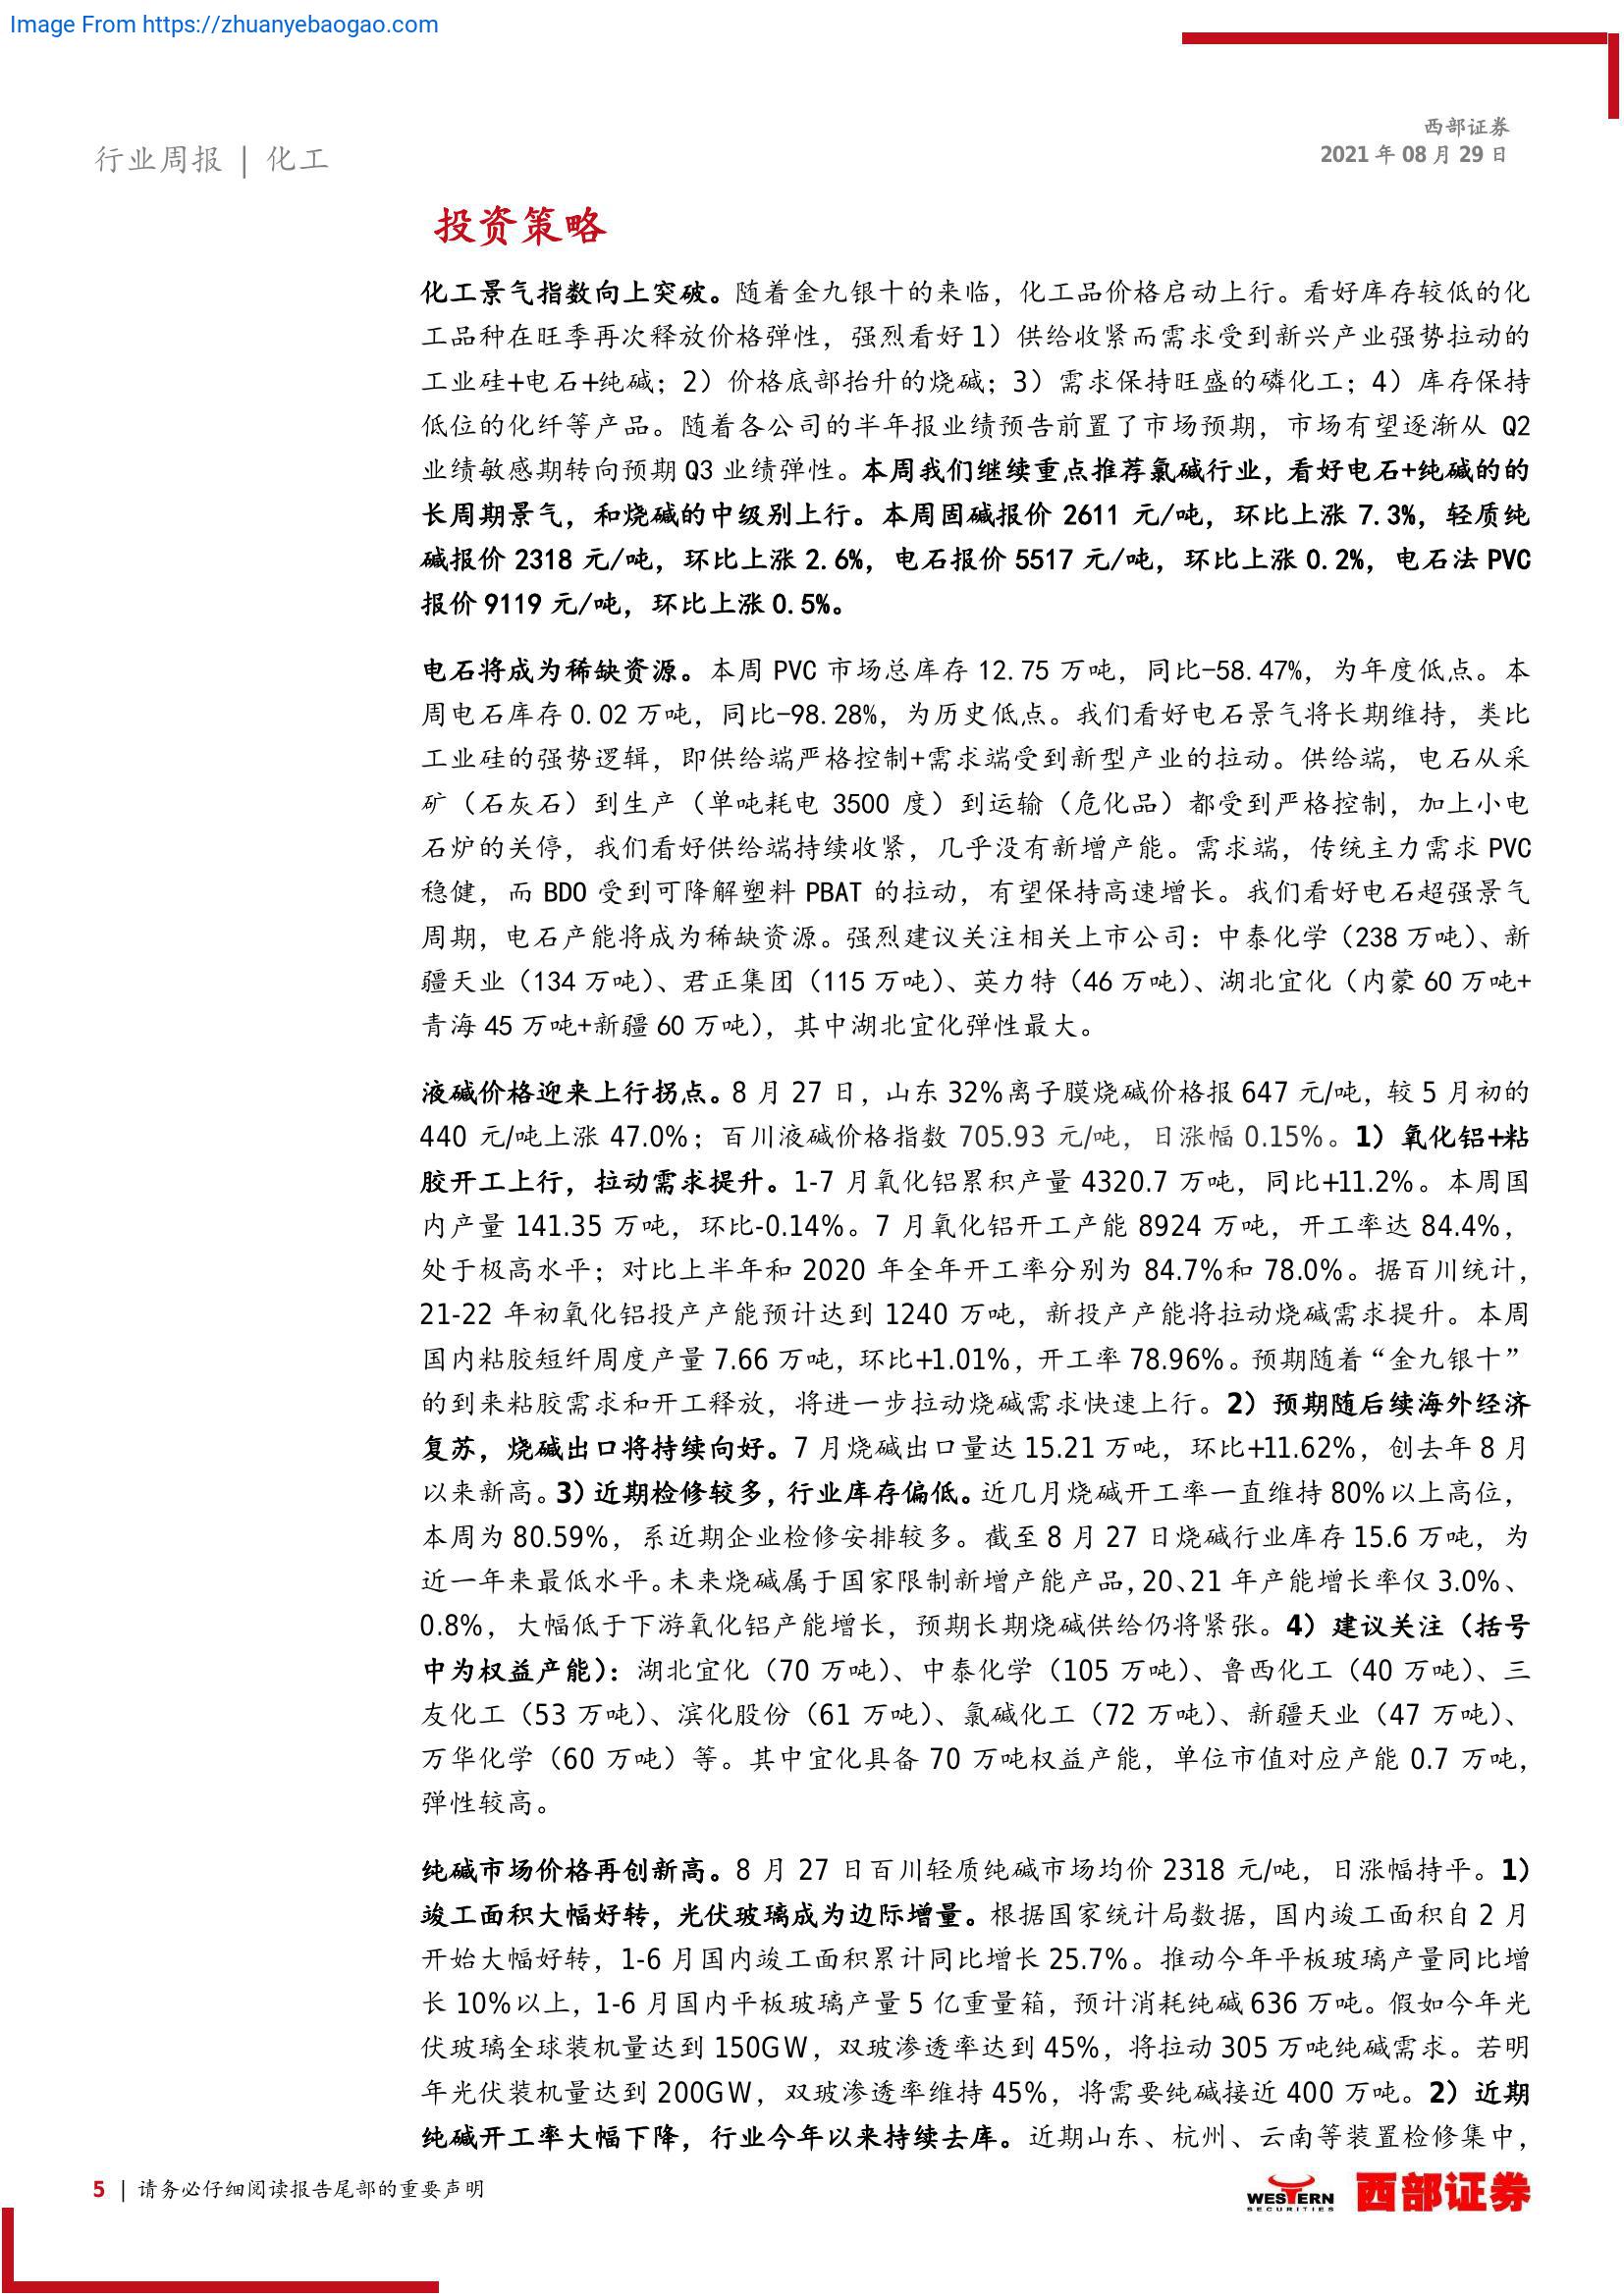 Image From https://zhuanyebaogao.com
西部证券
2021 年 08 月 29 日
行业周报 | 化工
投资策略
化工景气指数向上突破。随着金九银十的来临，化工品价格启动上行。看好库存较低的化
工品种在旺季再次释放价格弹性，强烈看好 1）供给收紧而需求受到新兴产业强势拉动的
工业硅+电石+纯碱；2）价格底部抬升的烧碱；3）需求保持旺盛的磷化工；4）库存保持
低位的化纤等产品。随着各公司的半年报业绩预告前置了市场预期，市场有望逐渐从 Q2
业绩敏感期转向预期 Q3 业绩弹性。本周我们继续重点推荐氯碱行业，看好电石+纯碱的的
长周期景气，和烧碱的中级别上行。本周固碱报价 2611 元/吨，环比上涨 7.3%，轻质纯
碱报价 2318 元/吨，环比上涨 2.6%，电石报价 5517 元/吨，环比上涨 0.2%，电石法 PVC
报价 9119 元/吨，环比上涨 0.5%。
电石将成为稀缺资源。本周 PVC 市场总库存 12.75 万吨，同比-58.47%，为年度低点。本
周电石库存 0.02 万吨，同比-98.28%，为历史低点。我们看好电石景气将长期维持，类比
工业硅的强势逻辑，即供给端严格控制+需求端受到新型产业的拉动。供给端，电石从采
矿（石灰石）到生产（单吨耗电 3500 度）到运输（危化品）都受到严格控制，加上小电
石炉的关停，我们看好供给端持续收紧，几乎没有新增产能。需求端，传统主力需求 PVC
稳健，而 BDO 受到可降解塑料 PBAT 的拉动，有望保持高速增长。我们看好电石超强景气
周期，电石产能将成为稀缺资源。强烈建议关注相关上市公司：中泰化学（238 万吨）、新
疆天业（134 万吨）、君正集团（115 万吨）、英力特（46 万吨）、湖北宜化（内蒙 60 万吨+
青海 45 万吨+新疆 60 万吨），其中湖北宜化弹性最大。
液碱价格迎来上行拐点。8 月 27 日，山东 32%离子膜烧碱价格报 647 元/吨，较 5 月初的
440 元/吨上涨 47.0%；百川液碱价格指数 705.93 元/吨，日涨幅 0.15%。1）氧化铝+粘
胶开工上行，拉动需求提升。1-7 月氧化铝累积产量 4320.7 万吨，同比+11.2%。本周国
内产量 141.35 万吨，环比-0.14%。7 月氧化铝开工产能 8924 万吨，开工率达 84.4%，
处于极高水平；对比上半年和 2020 年全年开工率分别为 84.7%和 78.0%。据百川统计，
21-22 年初氧化铝投产产能预计达到 1240 万吨，新投产产能将拉动烧碱需求提升。本周
国内粘胶短纤周度产量 7.66 万吨，环比+1.01%，开工率 78.96%。预期随着“金九银十”
的到来粘胶需求和开工释放，将进一步拉动烧碱需求快速上行。2）预期随后续海外经济
复苏，烧碱出口将持续向好。7 月烧碱出口量达 15.21 万吨，环比+11.62%，创去年 8 月
以来新高。3）近期检修较多，行业库存偏低。近几月烧碱开工率一直维持 80%以上高位，
本周为 80.59%，系近期企业检修安排较多。截至 8 月 27 日烧碱行业库存 15.6 万吨，为
近一年来最低水平。未来烧碱属于国家限制新增产能产品，20、21 年产能增长率仅 3.0%、
0.8%，大幅低于下游氧化铝产能增长，预期长期烧碱供给仍将紧张。4）建议关注（括号
中为权益产能）：湖北宜化（70 万吨）、中泰化学（105 万吨）、鲁西化工（40 万吨）、三
友化工（53 万吨）、滨化股份（61 万吨）、氯碱化工（72 万吨）、新疆天业（47 万吨）、
万华化学（60 万吨）等。其中宜化具备 70 万吨权益产能，单位市值对应产能 0.7 万吨，
弹性较高。
纯碱市场价格再创新高。8 月 27 日百川轻质纯碱市场均价 2318 元/吨，日涨幅持平。1）
竣工面积大幅好转，光伏玻璃成为边际增量。根据国家统计局数据，国内竣工面积自 2 月
开始大幅好转，1-6 月国内竣工面积累计同比增长 25.7%。推动今年平板玻璃产量同比增
长 10%以上，1-6 月国内平板玻璃产量 5 亿重量箱，预计消耗纯碱 636 万吨。假如今年光
伏玻璃全球装机量达到 150GW，双玻渗透率达到 45%，将拉动 305 万吨纯碱需求。若明
年光伏装机量达到 200GW，双玻渗透率维持 45%，将需要纯碱接近 400 万吨。2）近期
纯碱开工率大幅下降，行业今年以来持续去库。近期山东、杭州、云南等装置检修集中，
5 | 请务必仔细阅读报告尾部的重要声明
WESTERN
SECURITIES
西部证券